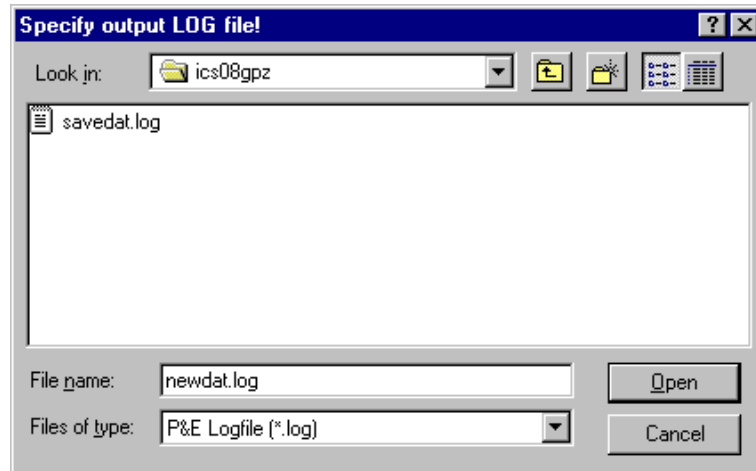 Specify output LOG file!
Look in: ics08gpz
savedat.log
File name: newdat.log Open
Files of type: P&E Logfile (*.log) Cancel